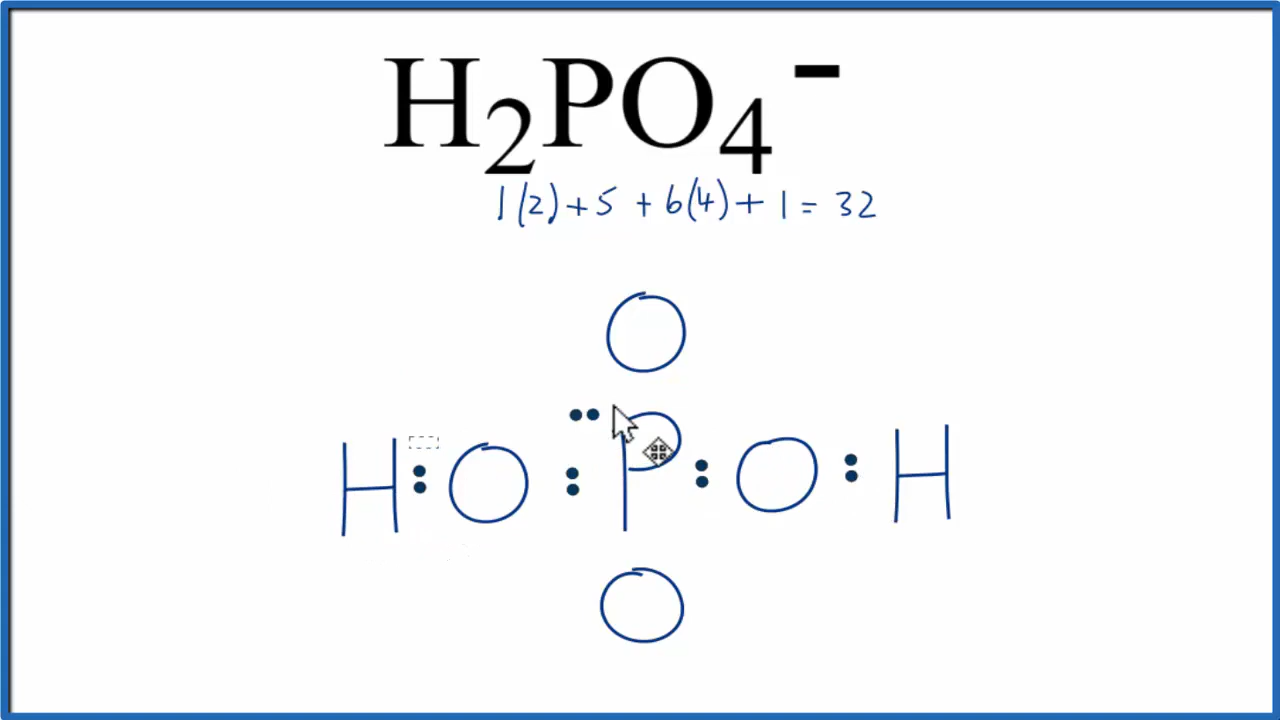 H₂PO₄⁻
1(2)+5 +6(4)+ 1 = 32
O
H : O : P : O : H
O